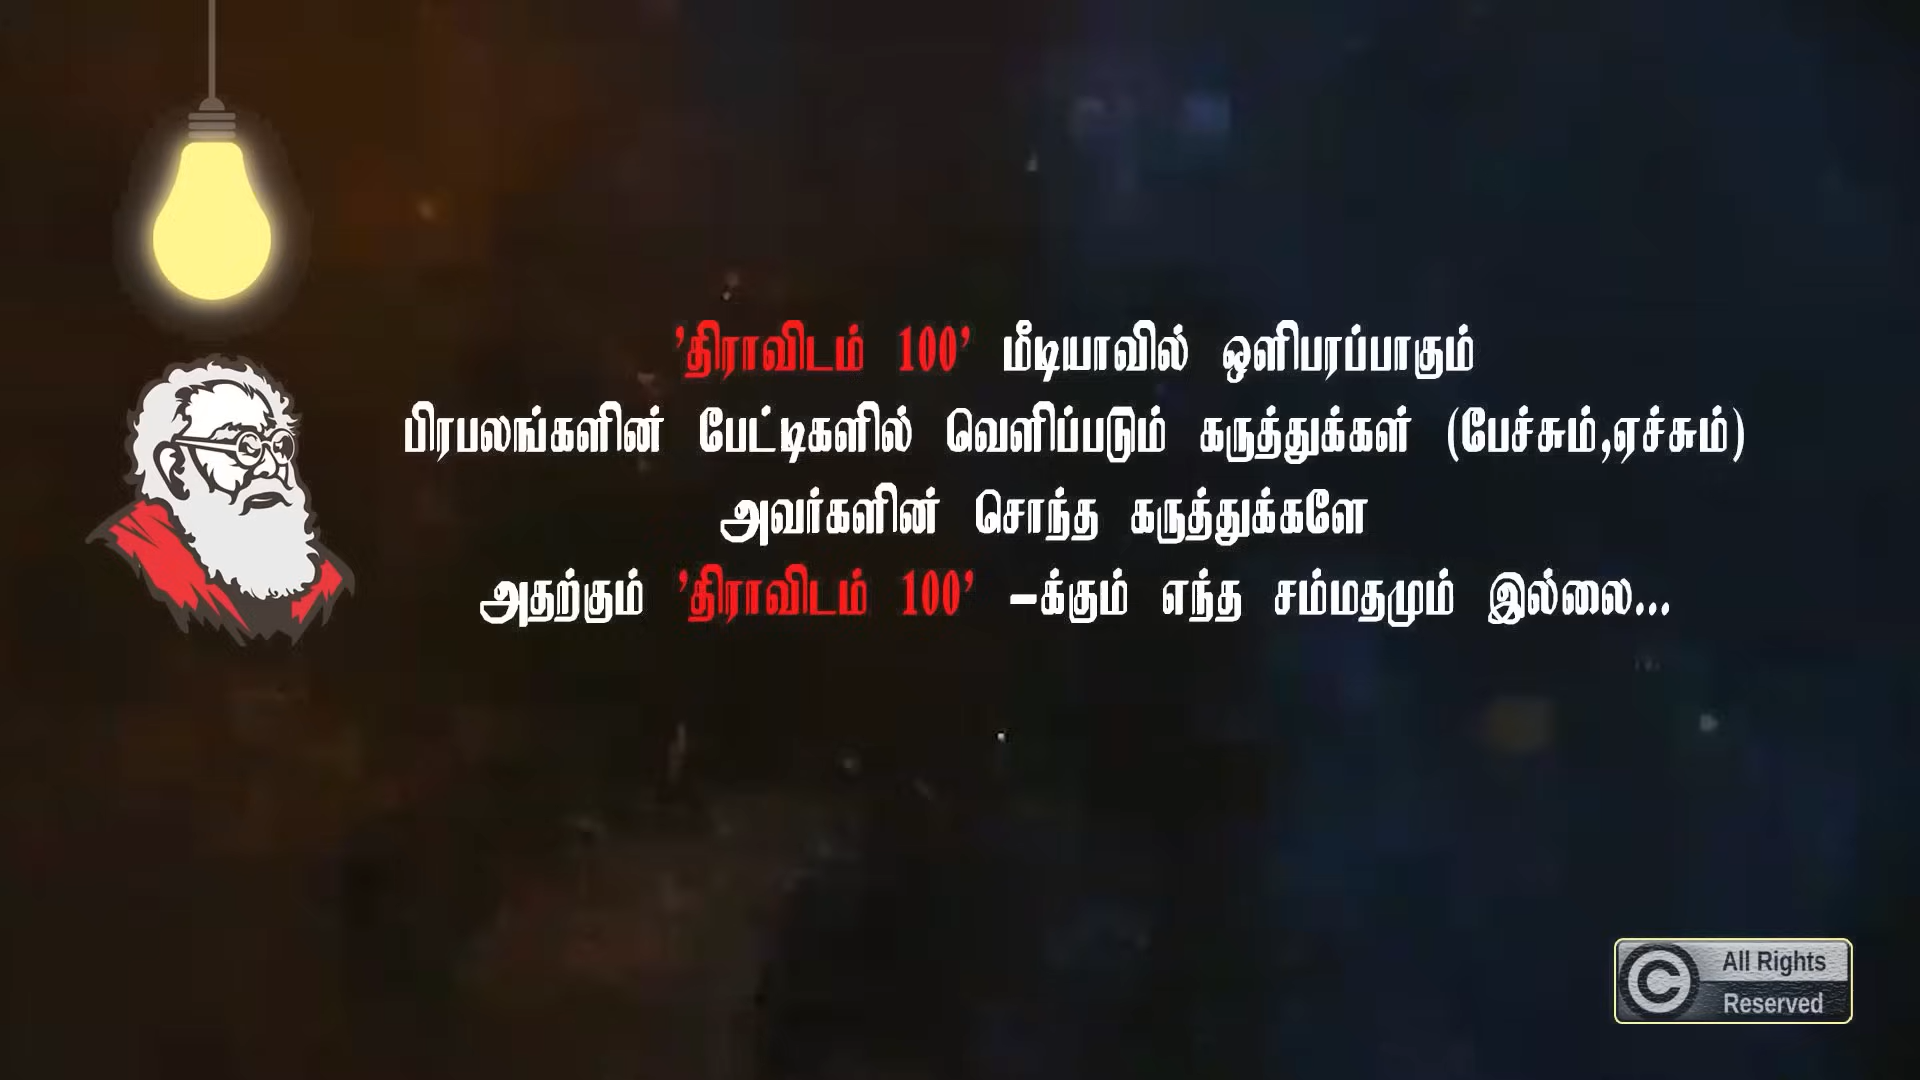 'திராவிடம் 100' மீடியாவில் ஒளிபரப்பாகும்
பிரபலங்களின் பேட்டிகளில் வெளிப்படும் கருத்துக்கள் (பேச்சும்,ஏச்சும்)
அவர்களின் சொந்த கருத்துக்களே
அதற்கும் 'திராவிடம் 100' -க்கும் எந்த சம்மதமும் இல்லை...
© All Rights
Reserved